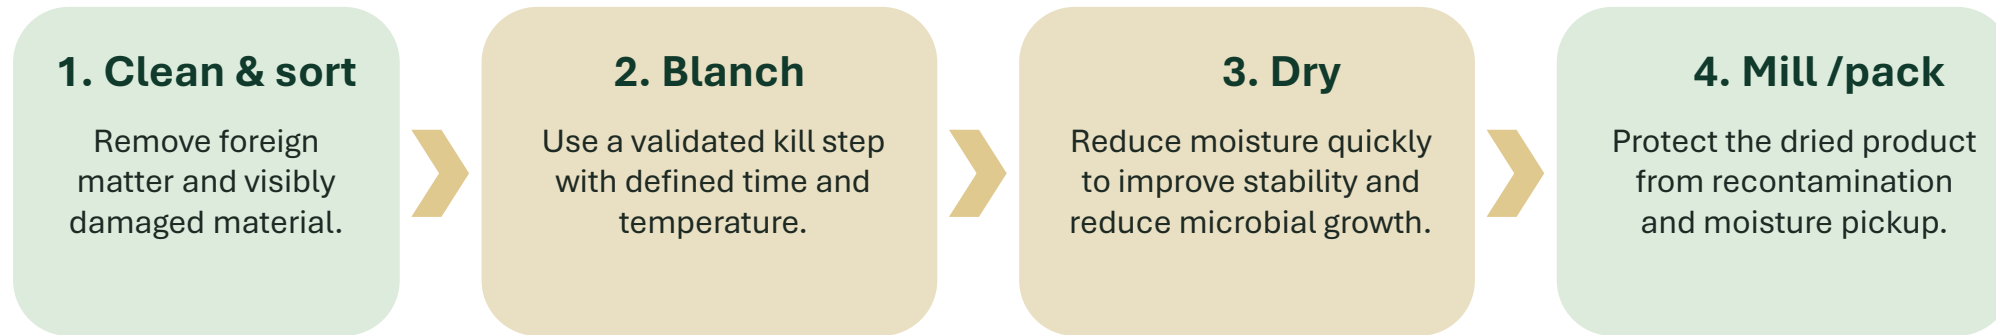 1. Clean & sort
Remove foreign
matter and visibly
damaged material.
2. Blanch
Use a validated kill step
with defined time and
temperature.
3. Dry
Reduce moisture quickly
to improve stability and
reduce microbial growth.
4. Mill /pack
Protect the dried product
from recontamination
and moisture pickup.